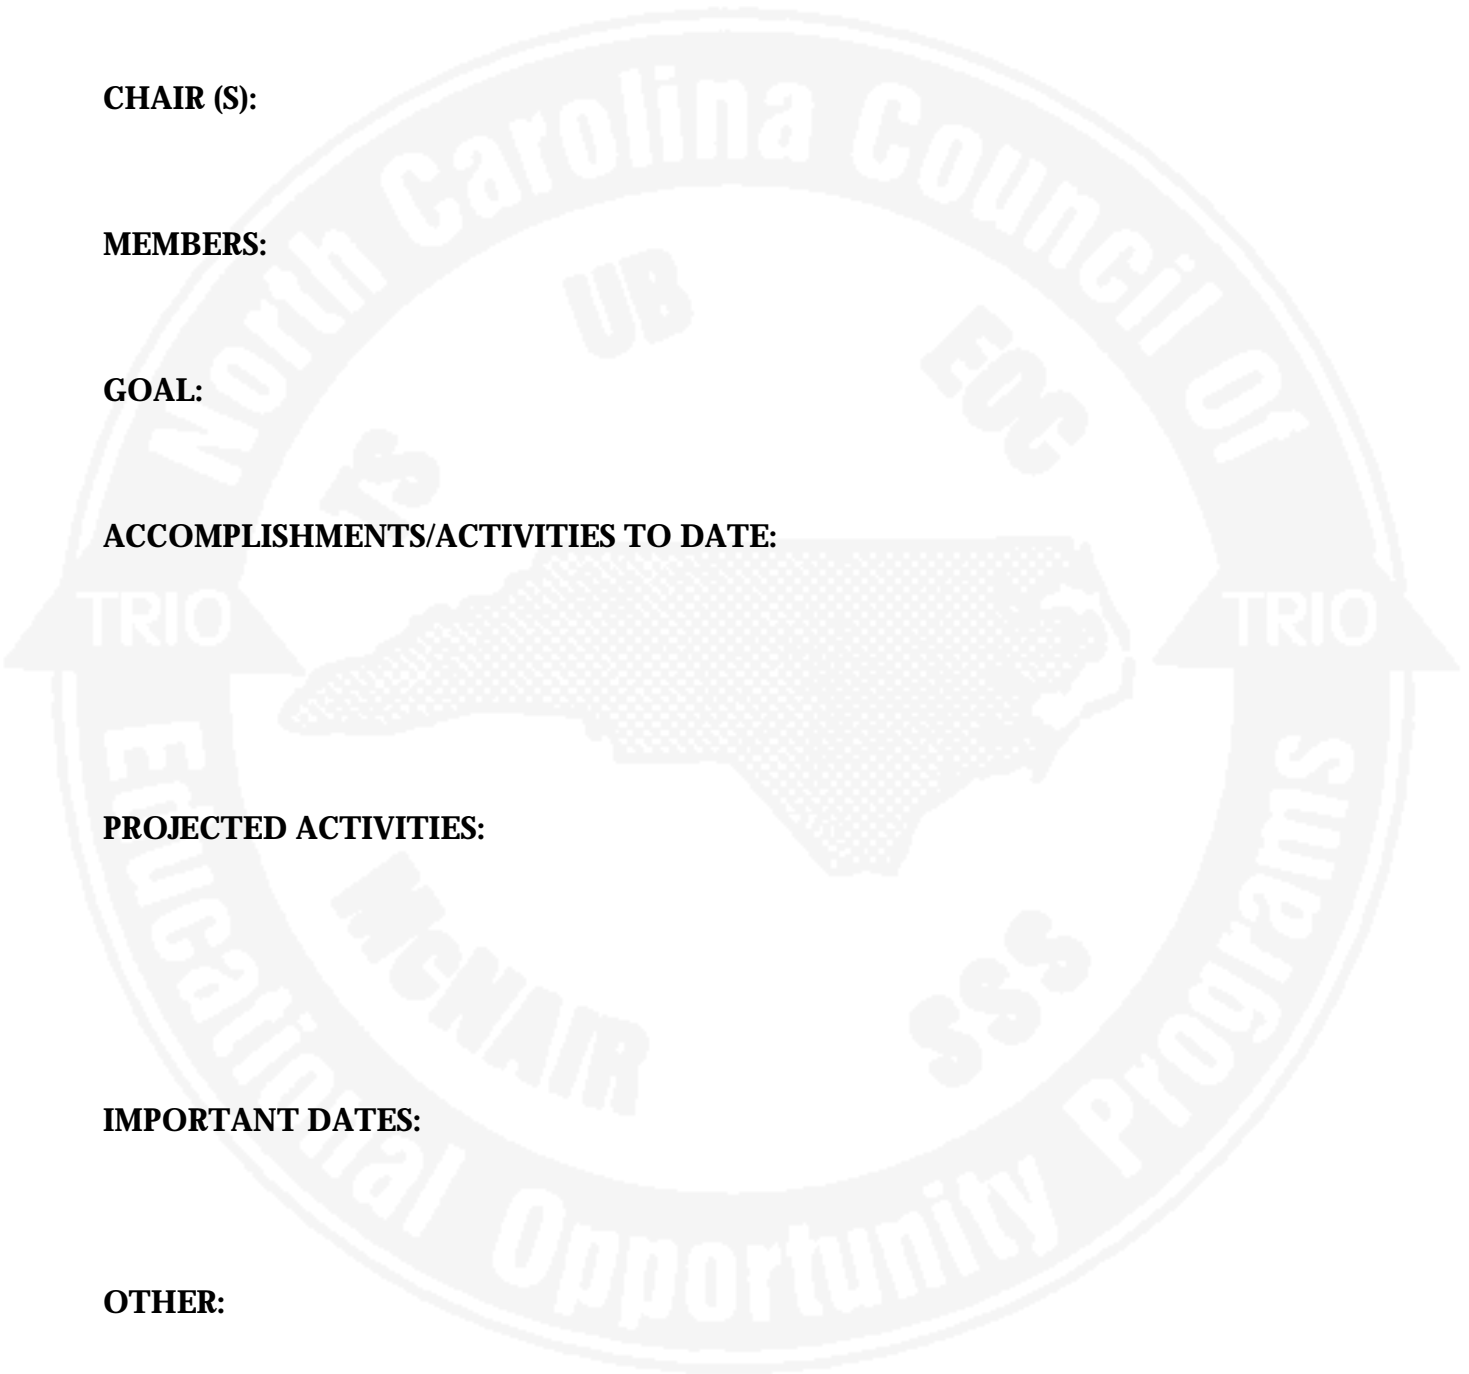 CHAIR (S):
MEMBERS:
GOAL:
ACCOMPLISHMENTS/ACTIVITIES TO DATE:
PROJECTED ACTIVITIES:
IMPORTANT DATES:
OTHER:
North Carolina Council Of
UB
EOC
TS
TRIO
TRIO
McNAIR
SSS
Educational Opportunity Programs